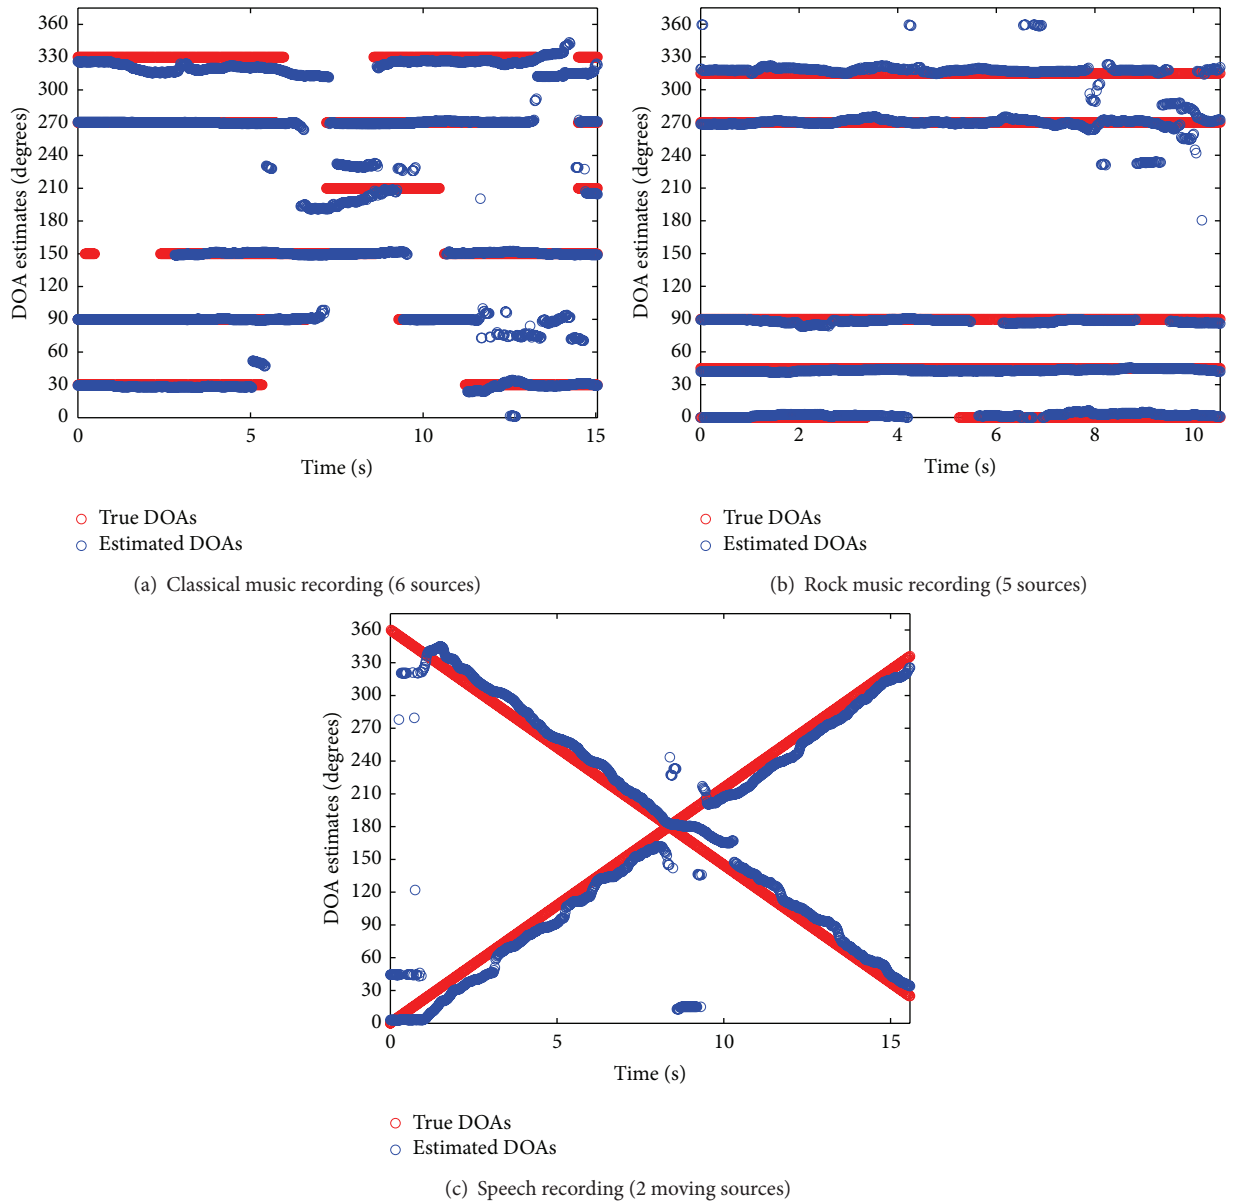 360
330
300
270
240
210
180
150
120
90
60
30
0
DOA estimates (degrees)
0 5 10 15
Time (s)
True DOAs
Estimated DOAs
(a) Classical music recording (6 sources)
360
330
300
270
240
210
180
150
120
90
60
30
0
DOA estimates (degrees)
0 2 4 6 8 10
Time (s)
True DOAs
Estimated DOAs
(b) Rock music recording (5 sources)
360
330
300
270
240
210
180
150
120
90
60
30
0
DOA estimates (degrees)
0 5 10 15
Time (s)
True DOAs
Estimated DOAs
(c) Speech recording (2 moving sources)